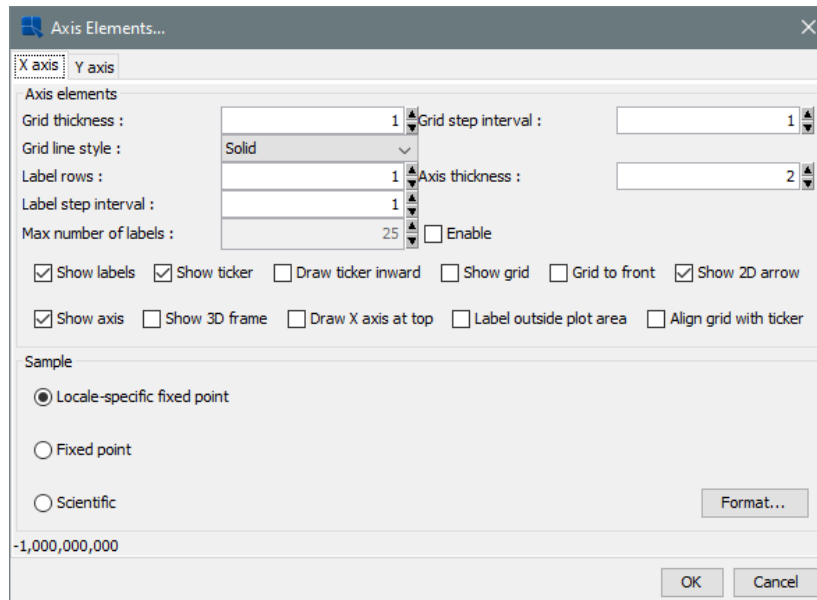 Axis Elements...
X axis Y axis
Axis elements
Grid thickness : 1 Grid step interval : 1
Grid line style : Solid
Label rows : 1 Axis thickness : 2
Label step interval : 1
Max number of labels : 25 Enable
Show labels Show ticker Draw ticker inward Show grid Grid to front Show 2D arrow
Show axis Show 3D frame Draw X axis at top Label outside plot area Align grid with ticker
Sample
Locale-specific fixed point
Fixed point
Scientific Format...
-1,000,000,000
OK Cancel